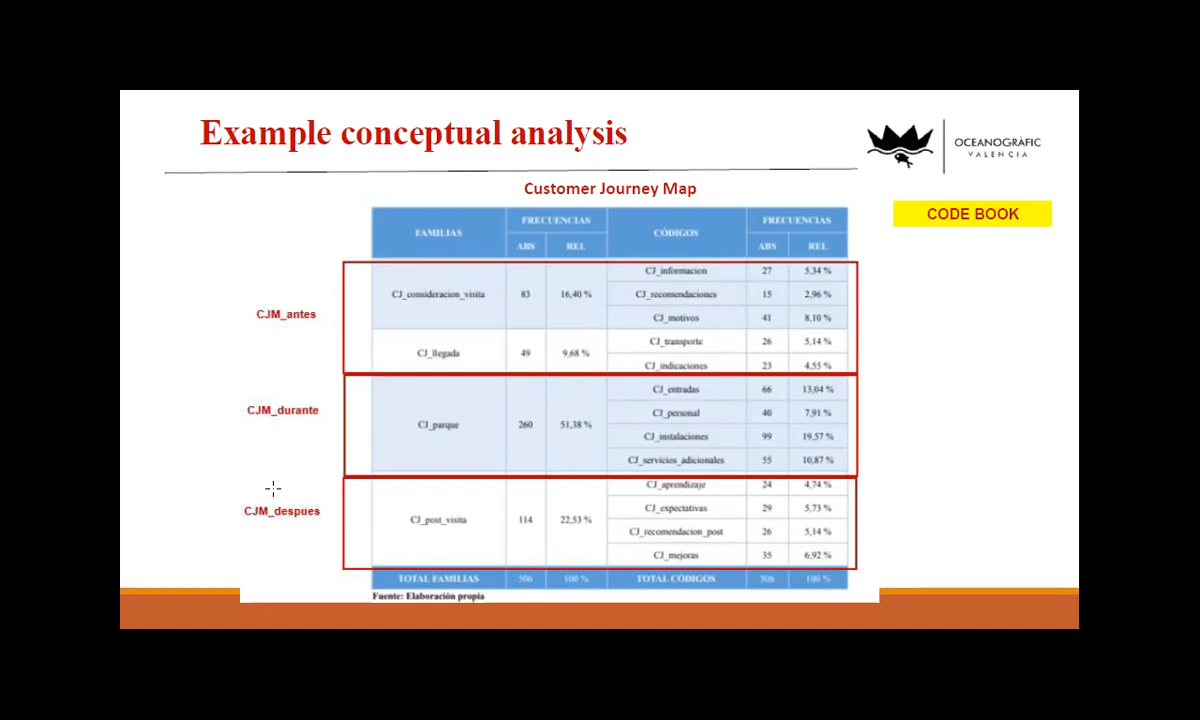 Example conceptual analysis
OCEANOGRÀFIC
VALENCIA
Customer Journey Map
CODE BOOK
FAMILIAS FRECUENCIAS CÓDIGOS FRECUENCIAS
ABS REL ABS REL
CJM_antes
CJ_consideracion_visita 83 16,40 %
CJ_informacion 27 5,34 %
CJ_recomendaciones 15 2,96 %
CJ_motivos 41 8,10 %
CJ_llegada 49 9,68 %
CJ_transporte 26 5,14 %
CJ_indicaciones 23 4,55 %
CJM_durante
CJ_parque 260 51,38 %
CJ_entradas 66 13,04 %
CJ_personal 40 7,91 %
CJ_instalaciones 99 19,57 %
CJ_servicios_adicionales 55 10,87 %
CJM_despues
CJ_post_visita 114 22,53 %
CJ_aprendizaje 24 4,74 %
CJ_expectativas 29 5,73 %
CJ_recomendacion_post 26 5,14 %
CJ_mejoras 35 6,92 %
TOTAL FAMILIAS 506 100 % TOTAL CÓDIGOS 506 100 %
Fuente: Elaboración propia